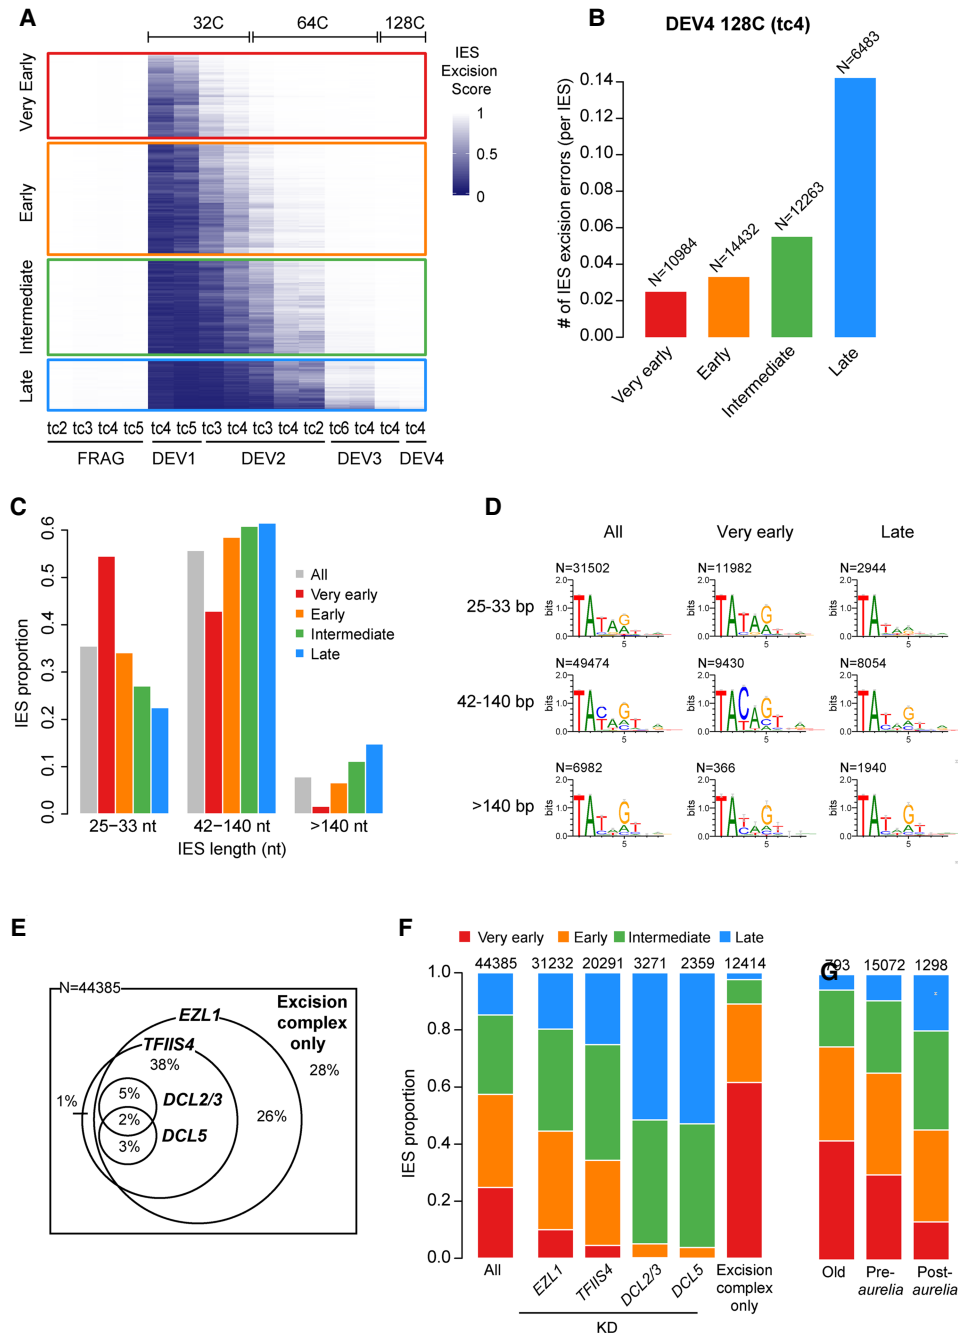 A
32C 64C 128C
IES
Excision
Score
1
0.5
0
Very Early
Early
Intermediate
Late
tc2 tc3 tc4 tc5 tc4 tc5 tc3 tc4 tc3 tc4 tc2 tc6 tc4 tc4 tc4
FRAG DEV1 DEV2 DEV3 DEV4
B
DEV4 128C (tc4)
# of IES excision errors (per IES)
0.14
0.12
0.10
0.08
0.06
0.04
0.02
0.00
N=10984
N=14432
N=12263
N=6483
Very early
Early
Intermediate
Late
C
IES proportion
0.6
0.5
0.4
0.3
0.2
0.1
0.0
All
Very early
Early
Intermediate
Late
25−33 nt 42−140 nt >140 nt
IES length (nt)
D
All Very early Late
25-33 bp
N=31502 N=11982 N=2944
42-140 bp
N=49474 N=9430 N=8054
>140 bp
N=6982 N=366 N=1940
E
N=44385
EZL1
Excision
complex
only
TFIIS4
38%
28%
1%
5%
DCL2/3
2%
26%
DCL5
3%
F
Very early Early Intermediate Late
44385 31232 20291 3271 2359 12414
IES proportion
1.0
0.8
0.6
0.4
0.2
0.0
All
EZL1
TFIIS4
DCL2/3
DCL5
Excision
complex
only
KD
G
793 15072 1298
Old
Pre-
aurelia
Post-
aurelia